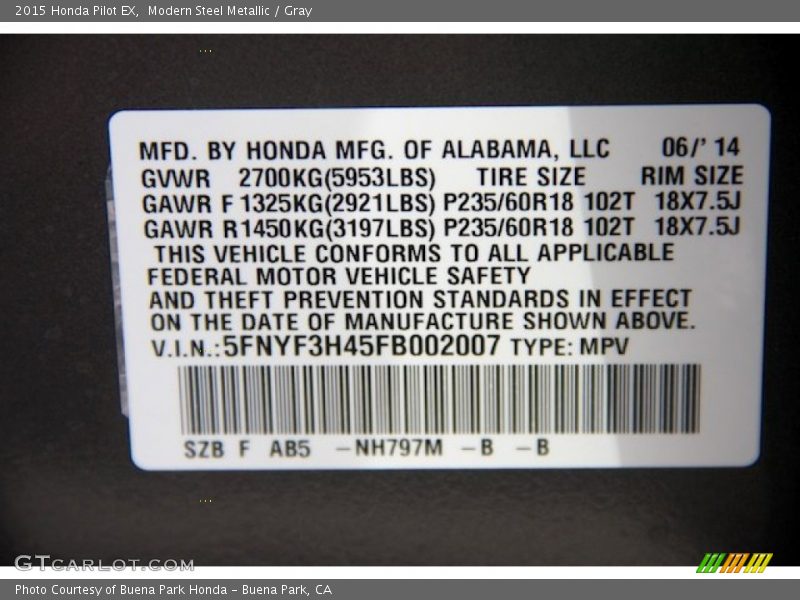 2015 Honda Pilot EX, Modern Steel Metallic / Gray
MFD. BY HONDA MFG. OF ALABAMA, LLC 06/' 14
GVWR 2700KG(5953LBS) TIRE SIZE RIM SIZE
GAWR F 1325KG(2921LBS) P235/60R18 102T 18X7.5J
GAWR R1450KG(3197LBS) P235/60R18 102T 18X7.5J
THIS VEHICLE CONFORMS TO ALL APPLICABLE
FEDERAL MOTOR VEHICLE SAFETY
AND THEFT PREVENTION STANDARDS IN EFFECT
ON THE DATE OF MANUFACTURE SHOWN ABOVE.
V.I.N.:5FNYF3H45FB002007 TYPE: MPV
SZB F AB5 -NH797M -B -B
GTCARLOT.COM
Photo Courtesy of Buena Park Honda - Buena Park, CA